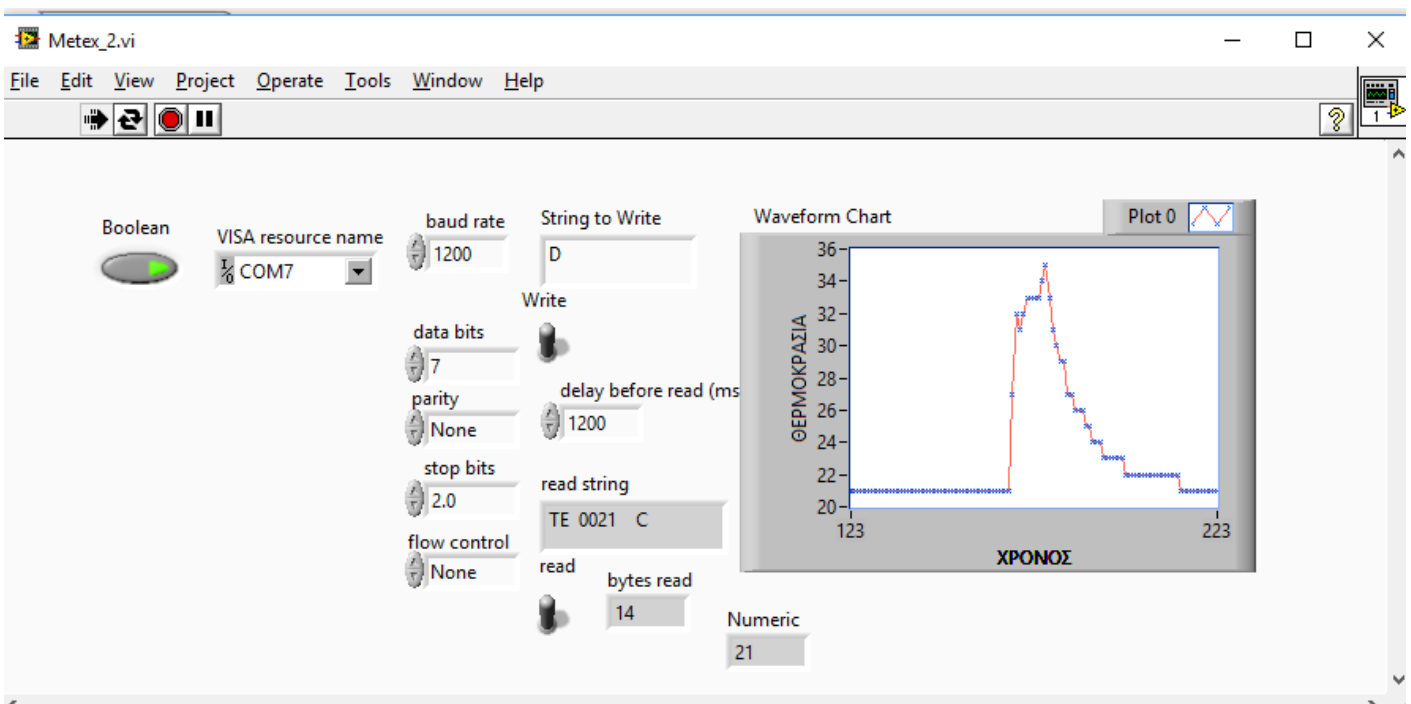 Metex_2.vi
File Edit View Project Operate Tools Window Help
1
Boolean
VISA resource name
COM7
baud rate
1200
String to Write
D
Write
data bits
7
parity
None
delay before read (ms
1200
stop bits
2.0
read string
TE 0021 C
flow control
None
read
bytes read
14
Numeric
21
Waveform Chart
Plot 0
36
34
32
30
28
26
24
22
20
ΘΕΡΜΟΚΡΑΣΙΑ
123 223
ΧΡΟΝΟΣ